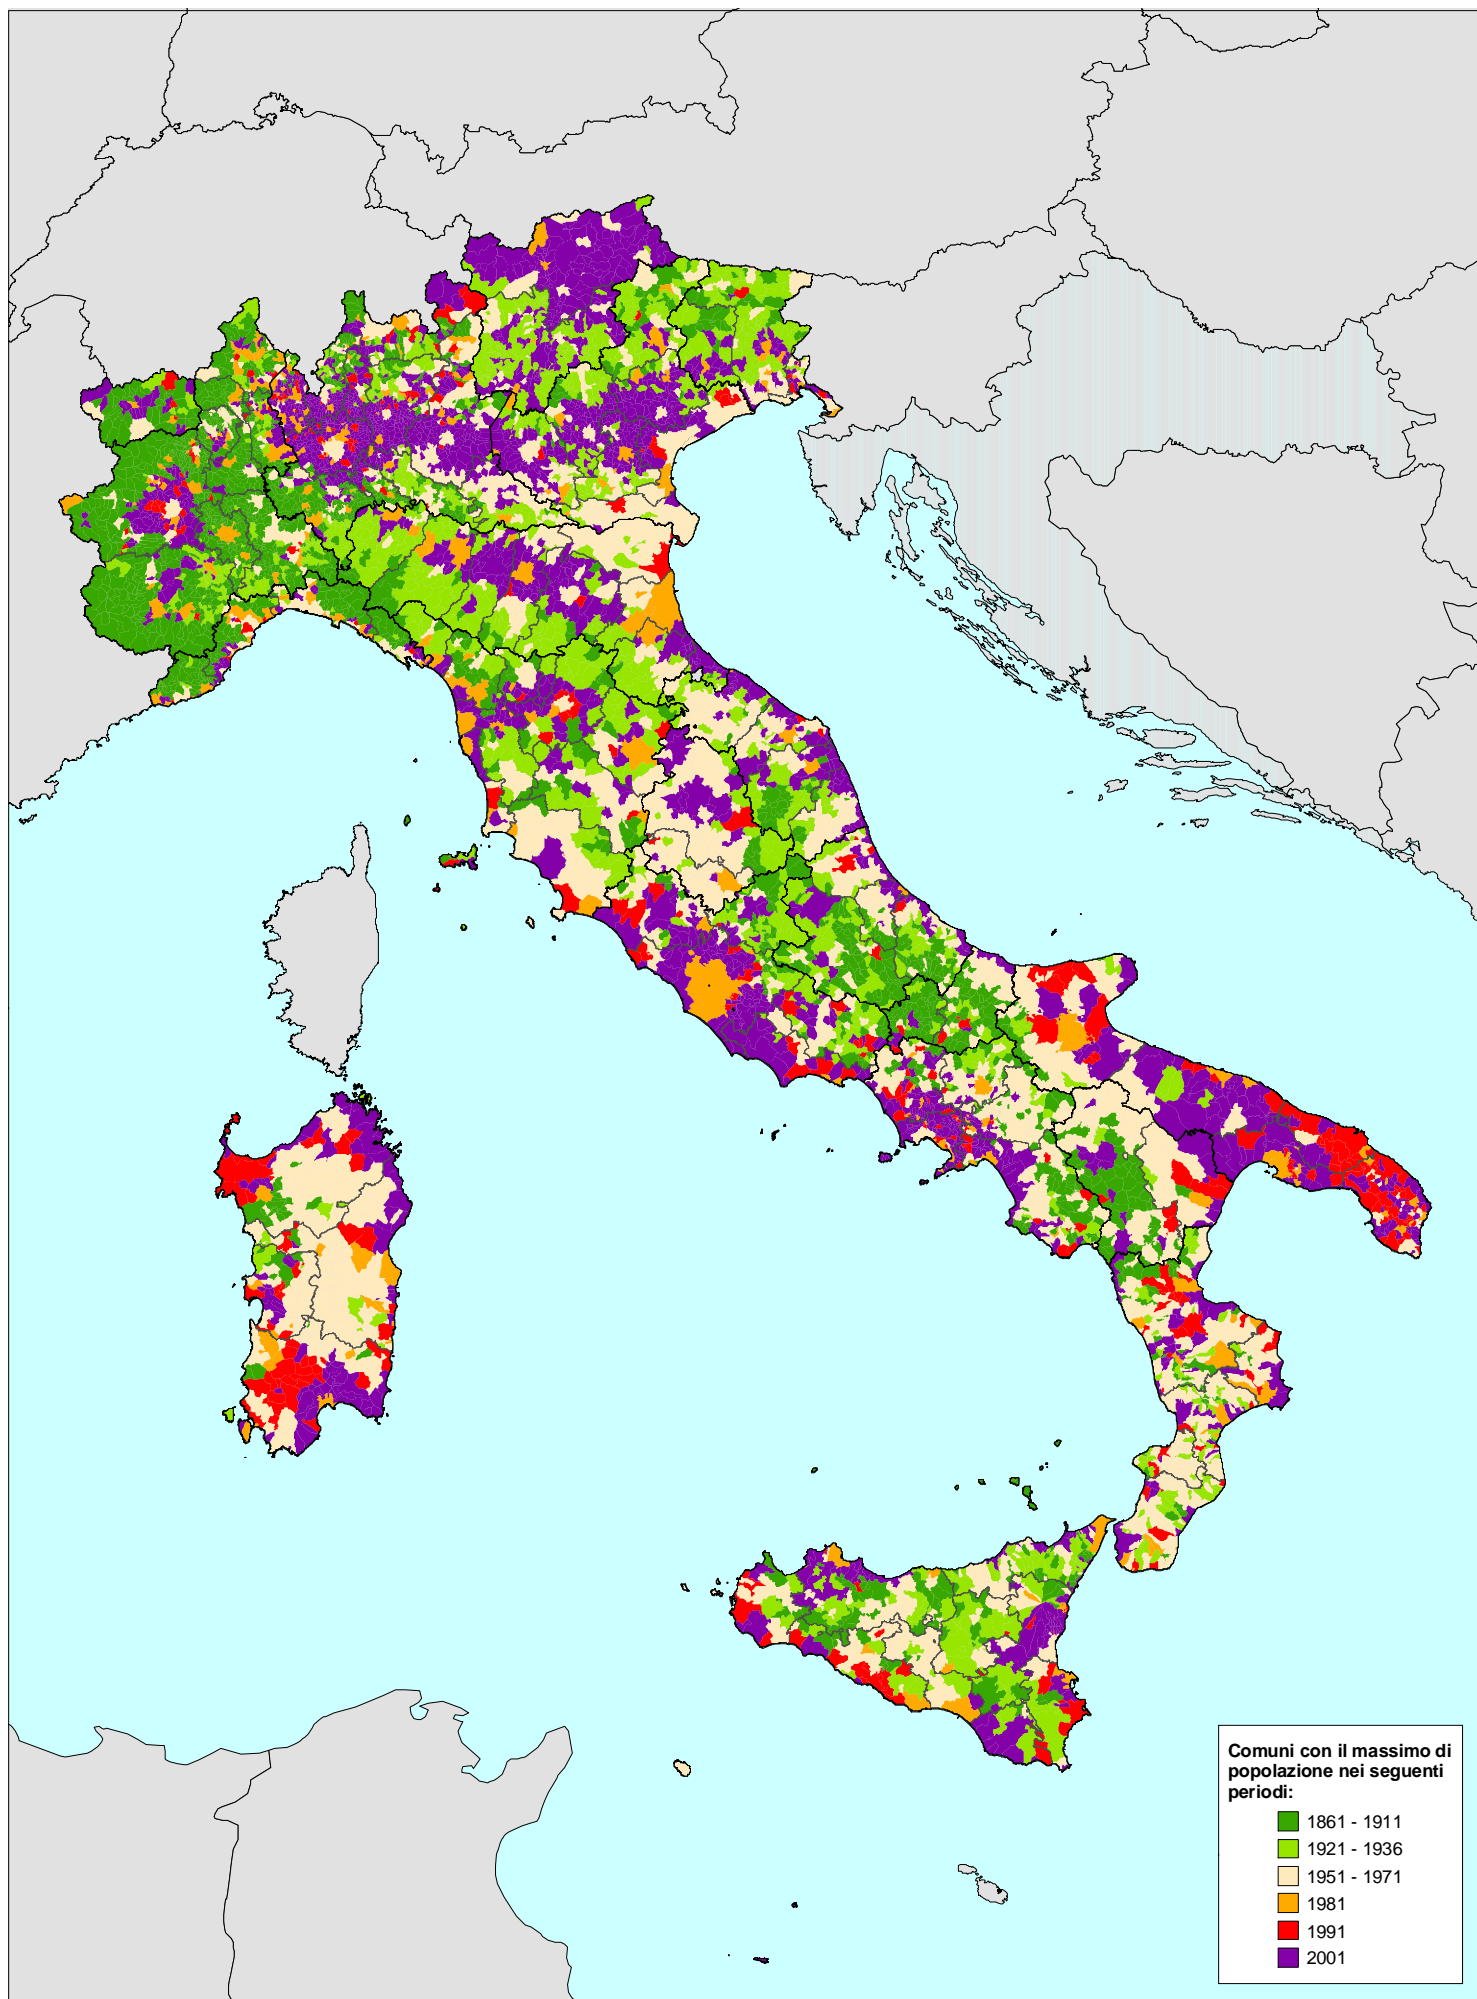 Comuni con il massimo di
popolazione nei seguenti
periodi:
1861 - 1911
1921 - 1936
1951 - 1971
1981
1991
2001